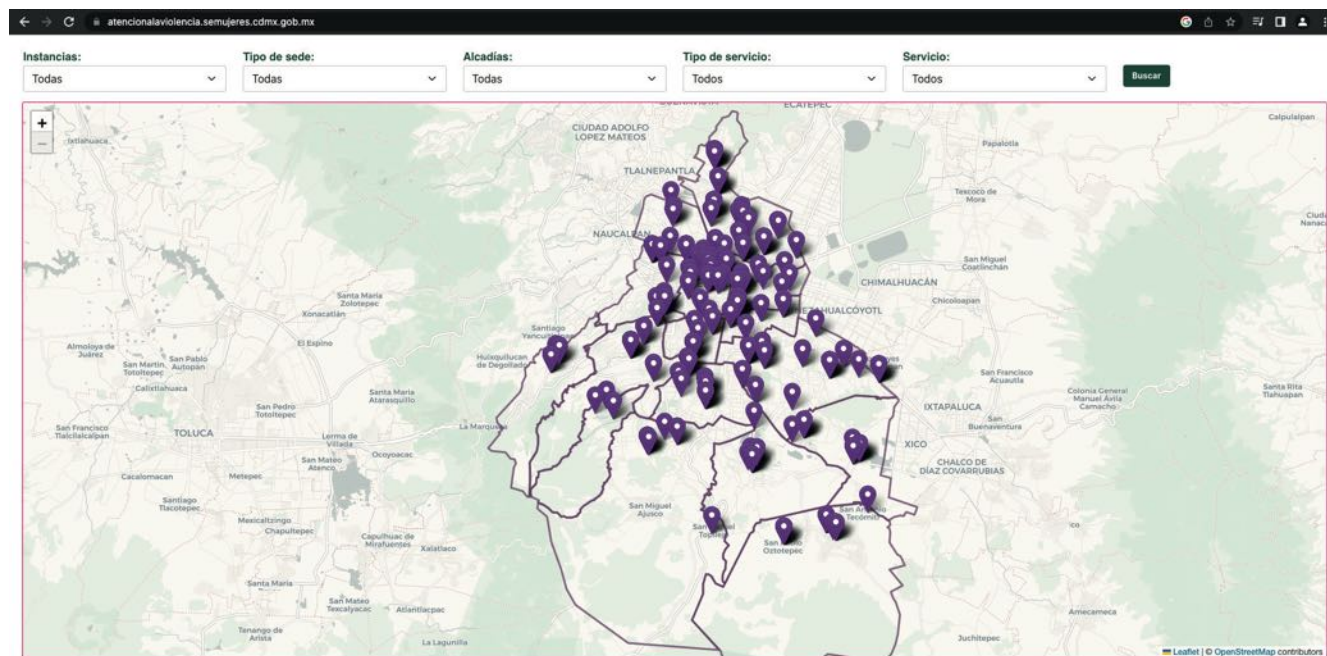 atencionalaviolencia.semujeres.cdmx.gob.mx
Instancias:
Todas
Tipo de sede:
Todas
Alcadías:
Todas
Tipo de servicio:
Todos
Servicio:
Todos
Buscar
+
−
ECATEPEC
Calpulalpan
CIUDAD ADOLFO
LOPEZ MATEOS
Ixtlahuaca
Papalotla
TLALNEPANTLA
Texcoco de
Mora
NAUCALPAN
San Miguel
Coatlinchán
CHIMALHUACÁN
Santa María
Zolotepec
Chicoloapan
Xonacatlán
Santiago
El Espino
Almoloya de
Juárez
San Pablo
Autopan
San Martín
Totoltepec
Huixquilucan
de Degollado
Calixtlahuaca
San Francisco
Acuautla
Santa María
Atarasquillo
Colonia General
Manuel Ávila
Camacho
Santa Rita
Tlahuapan
San Pedro
Totoltepec
IXTAPALUCA
San
Buenaventura
San Francisco
Tlalcilalcalpan
TOLUCA
La Marquesa
Lerma de
Villada
XICO
Ocoyoacac
San Mateo
Atenco
CHALCO DE
DÍAZ COVARRUBIAS
Cacalomacan
Metepec
Santiago
Tlacotepec
San Miguel
Ajusco
Mexicaltzingo
Chapultepec
Tecómitl
Capulhuac de
Mirafuentes
Xalatlaco
Oztotepec
Santa María
San Mateo
Texcalyacac
Atlantlacpac
Amecameca
Tenango de
Arista
La Lagunilla
Juchitepec
Leaflet | © OpenStreetMap contributors